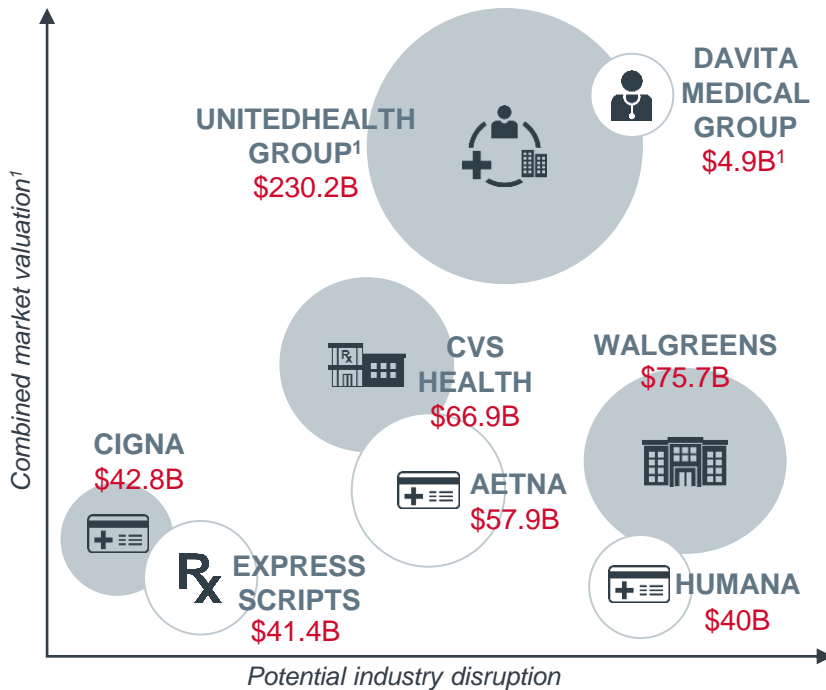 DAVITA
MEDICAL
GROUP
$4.9B¹
UNITEDHEALTH
GROUP¹
$230.2B
Combined market valuation¹
CVS
HEALTH
$66.9B
WALGREENS
$75.7B
Rx
CIGNA
$42.8B
AETNA
$57.9B
Rx
EXPRESS
SCRIPTS
$41.4B
HUMANA
$40B
Potential industry disruption